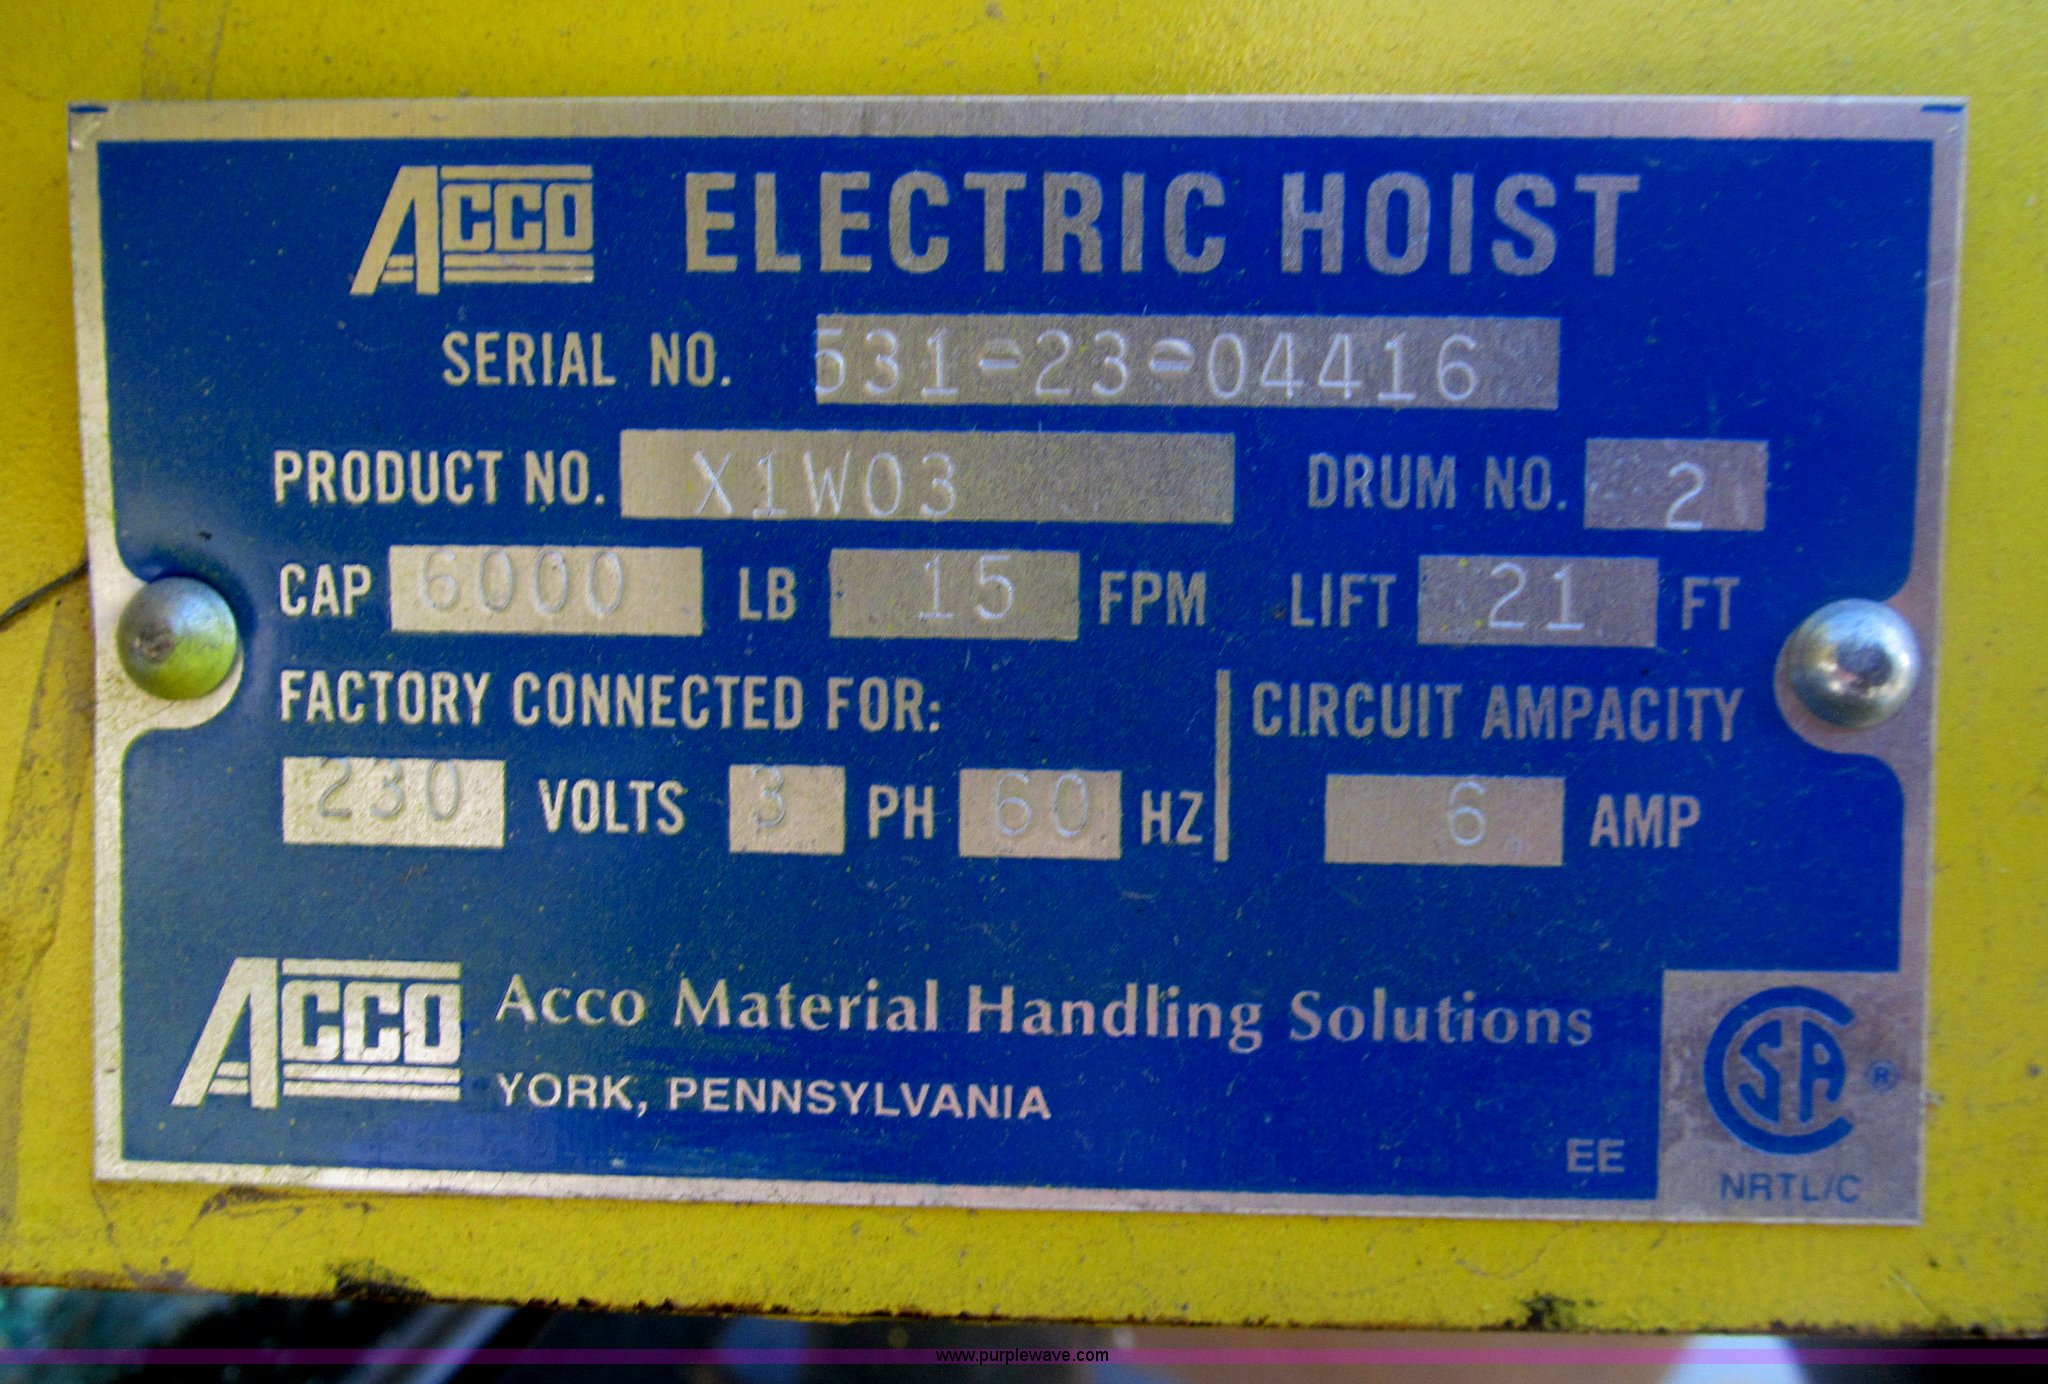 ACCO ELECTRIC HOIST
SERIAL NO. 531-23-04416
PRODUCT NO. X1W03 DRUM NO. 2
CAP 6000 LB 15 FPM LIFT 21 FT
FACTORY CONNECTED FOR: CIRCUIT AMPACITY
230 VOLTS 3 PH 60 HZ 6 AMP
ACCO Acco Material Handling Solutions
YORK, PENNSYLVANIA
CSA ®
EE
NRTL/C
www.purplewave.com